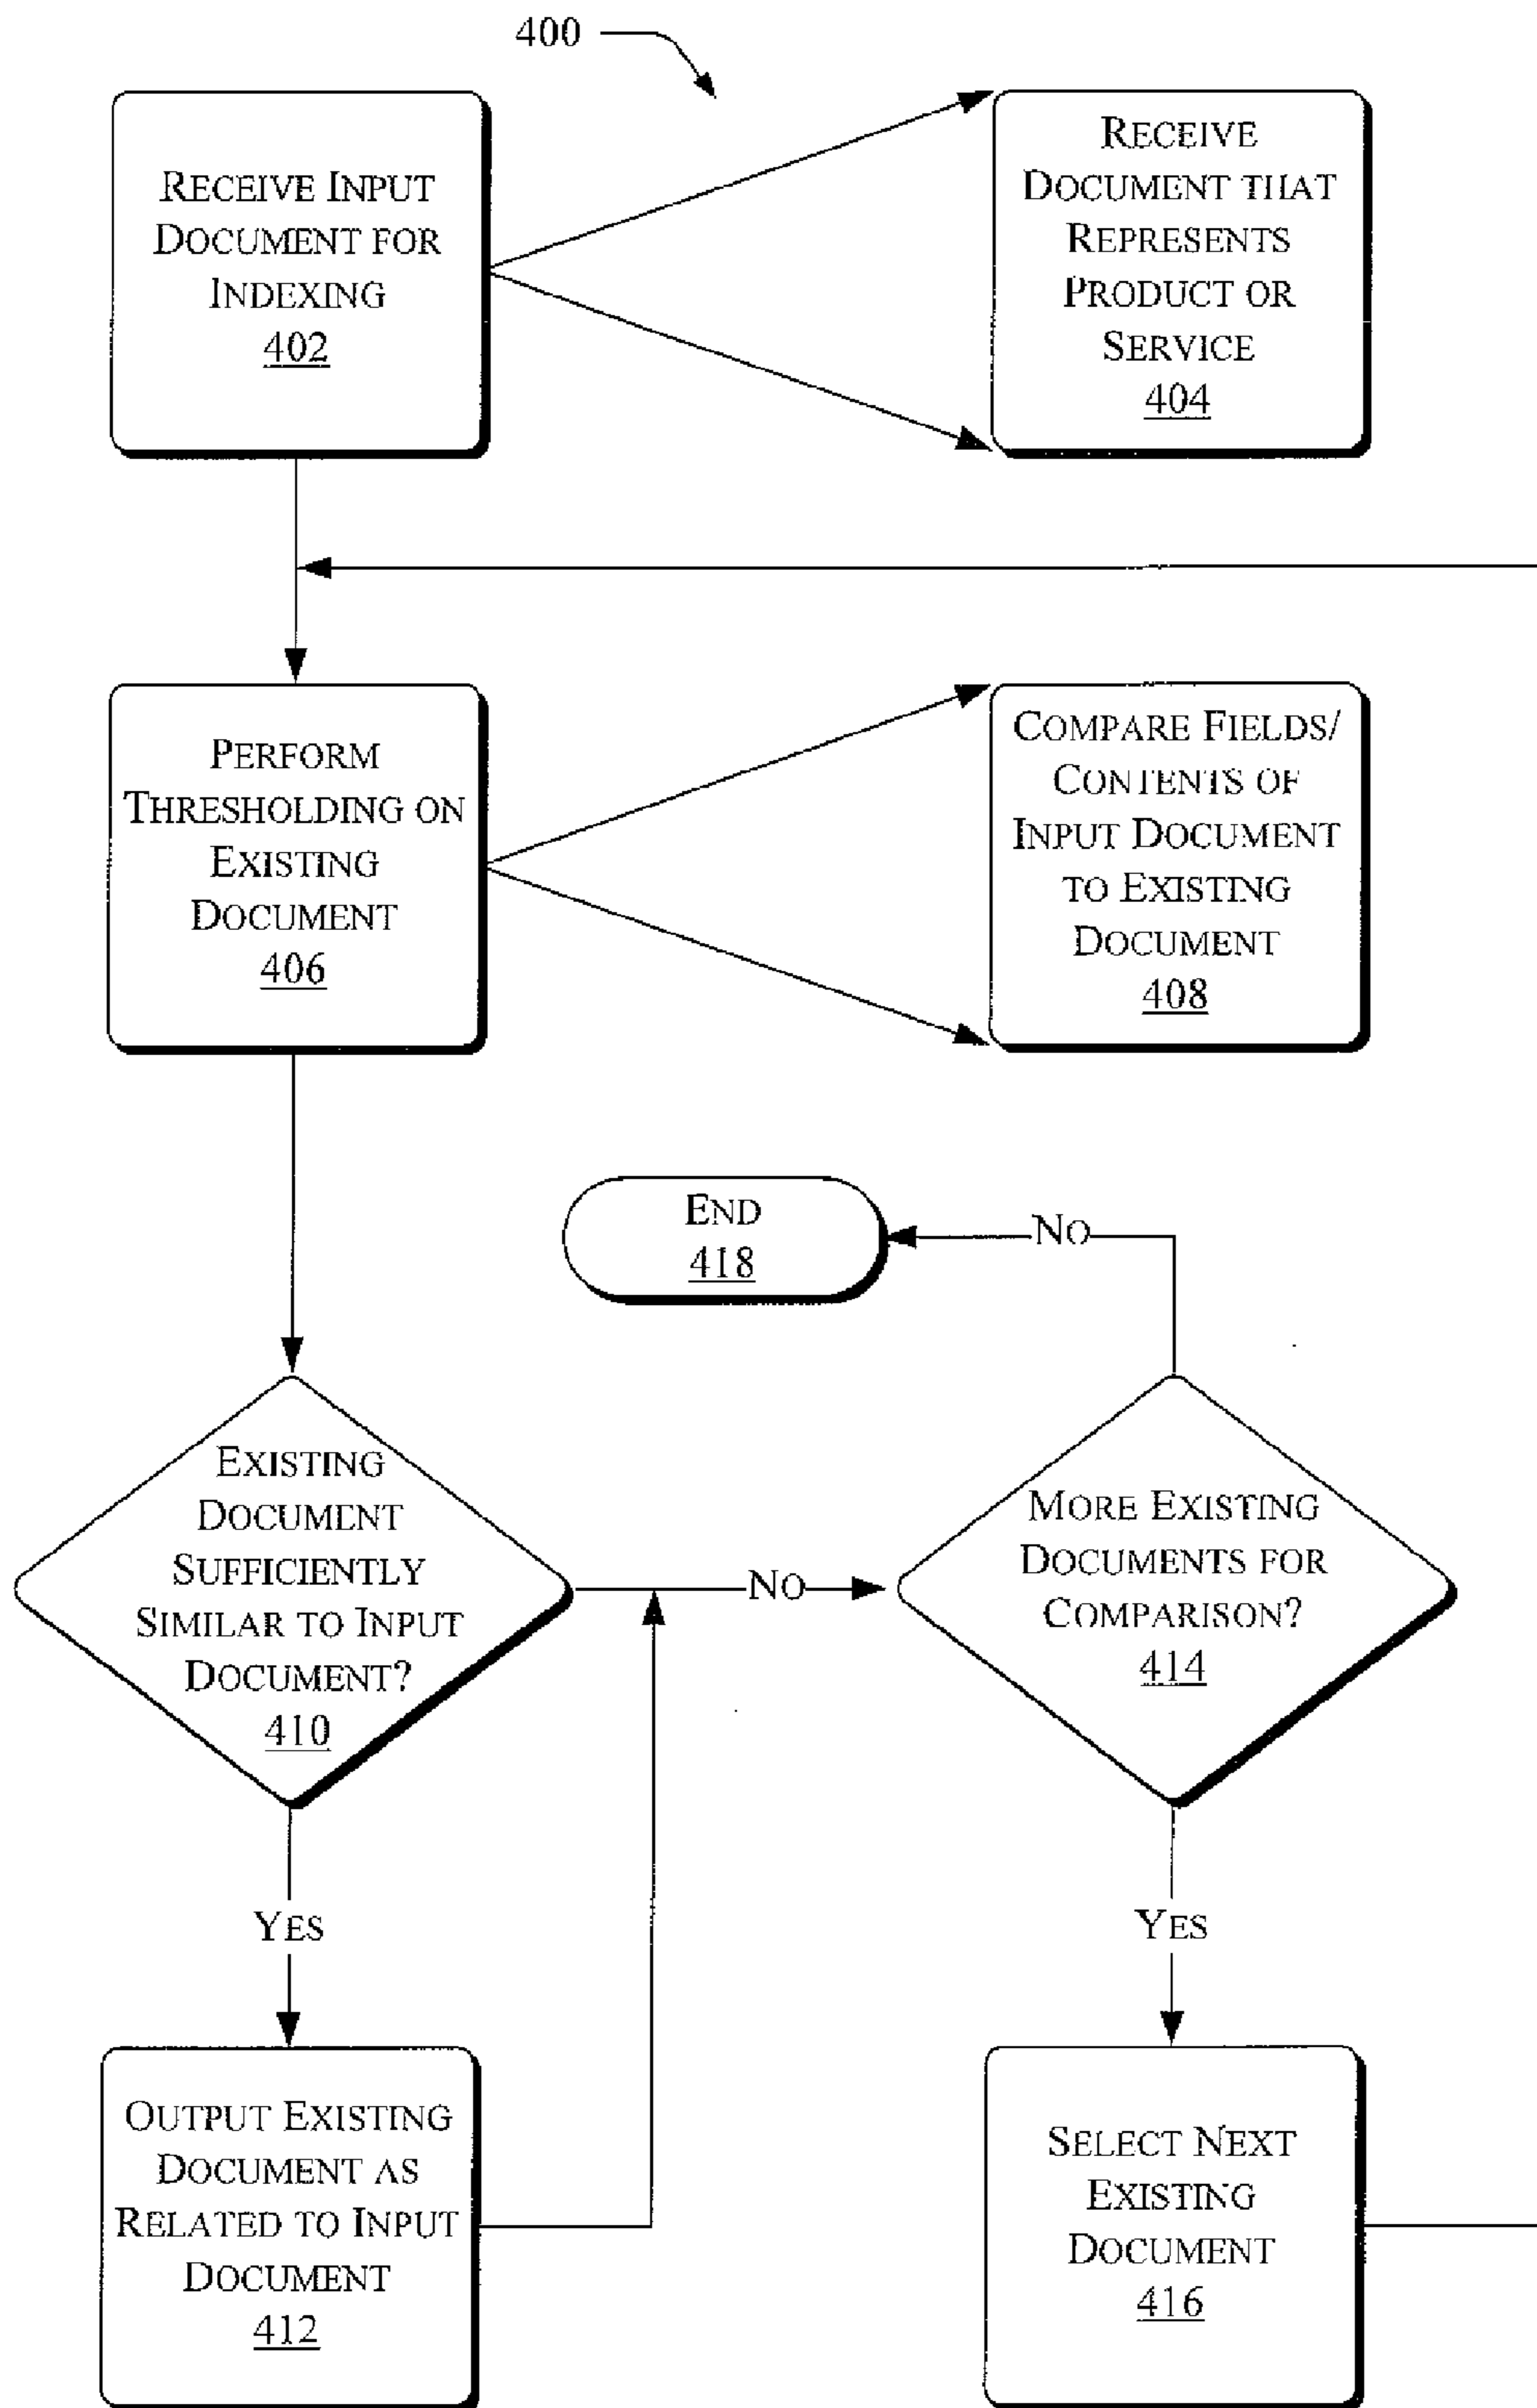 400
RECEIVE INPUT
DOCUMENT FOR
INDEXING
402
RECEIVE
DOCUMENT THAT
REPRESENTS
PRODUCT OR
SERVICE
404
PERFORM
THRESHOLDING ON
EXISTING
DOCUMENT
406
COMPARE FIELDS/
CONTENTS OF
INPUT DOCUMENT
TO EXISTING
DOCUMENT
408
END
418
NO
EXISTING
DOCUMENT
SUFFICIENTLY
SIMILAR TO INPUT
DOCUMENT?
410
NO
MORE EXISTING
DOCUMENTS FOR
COMPARISON?
414
YES
YES
OUTPUT EXISTING
DOCUMENT AS
RELATED TO INPUT
DOCUMENT
412
SELECT NEXT
EXISTING
DOCUMENT
416